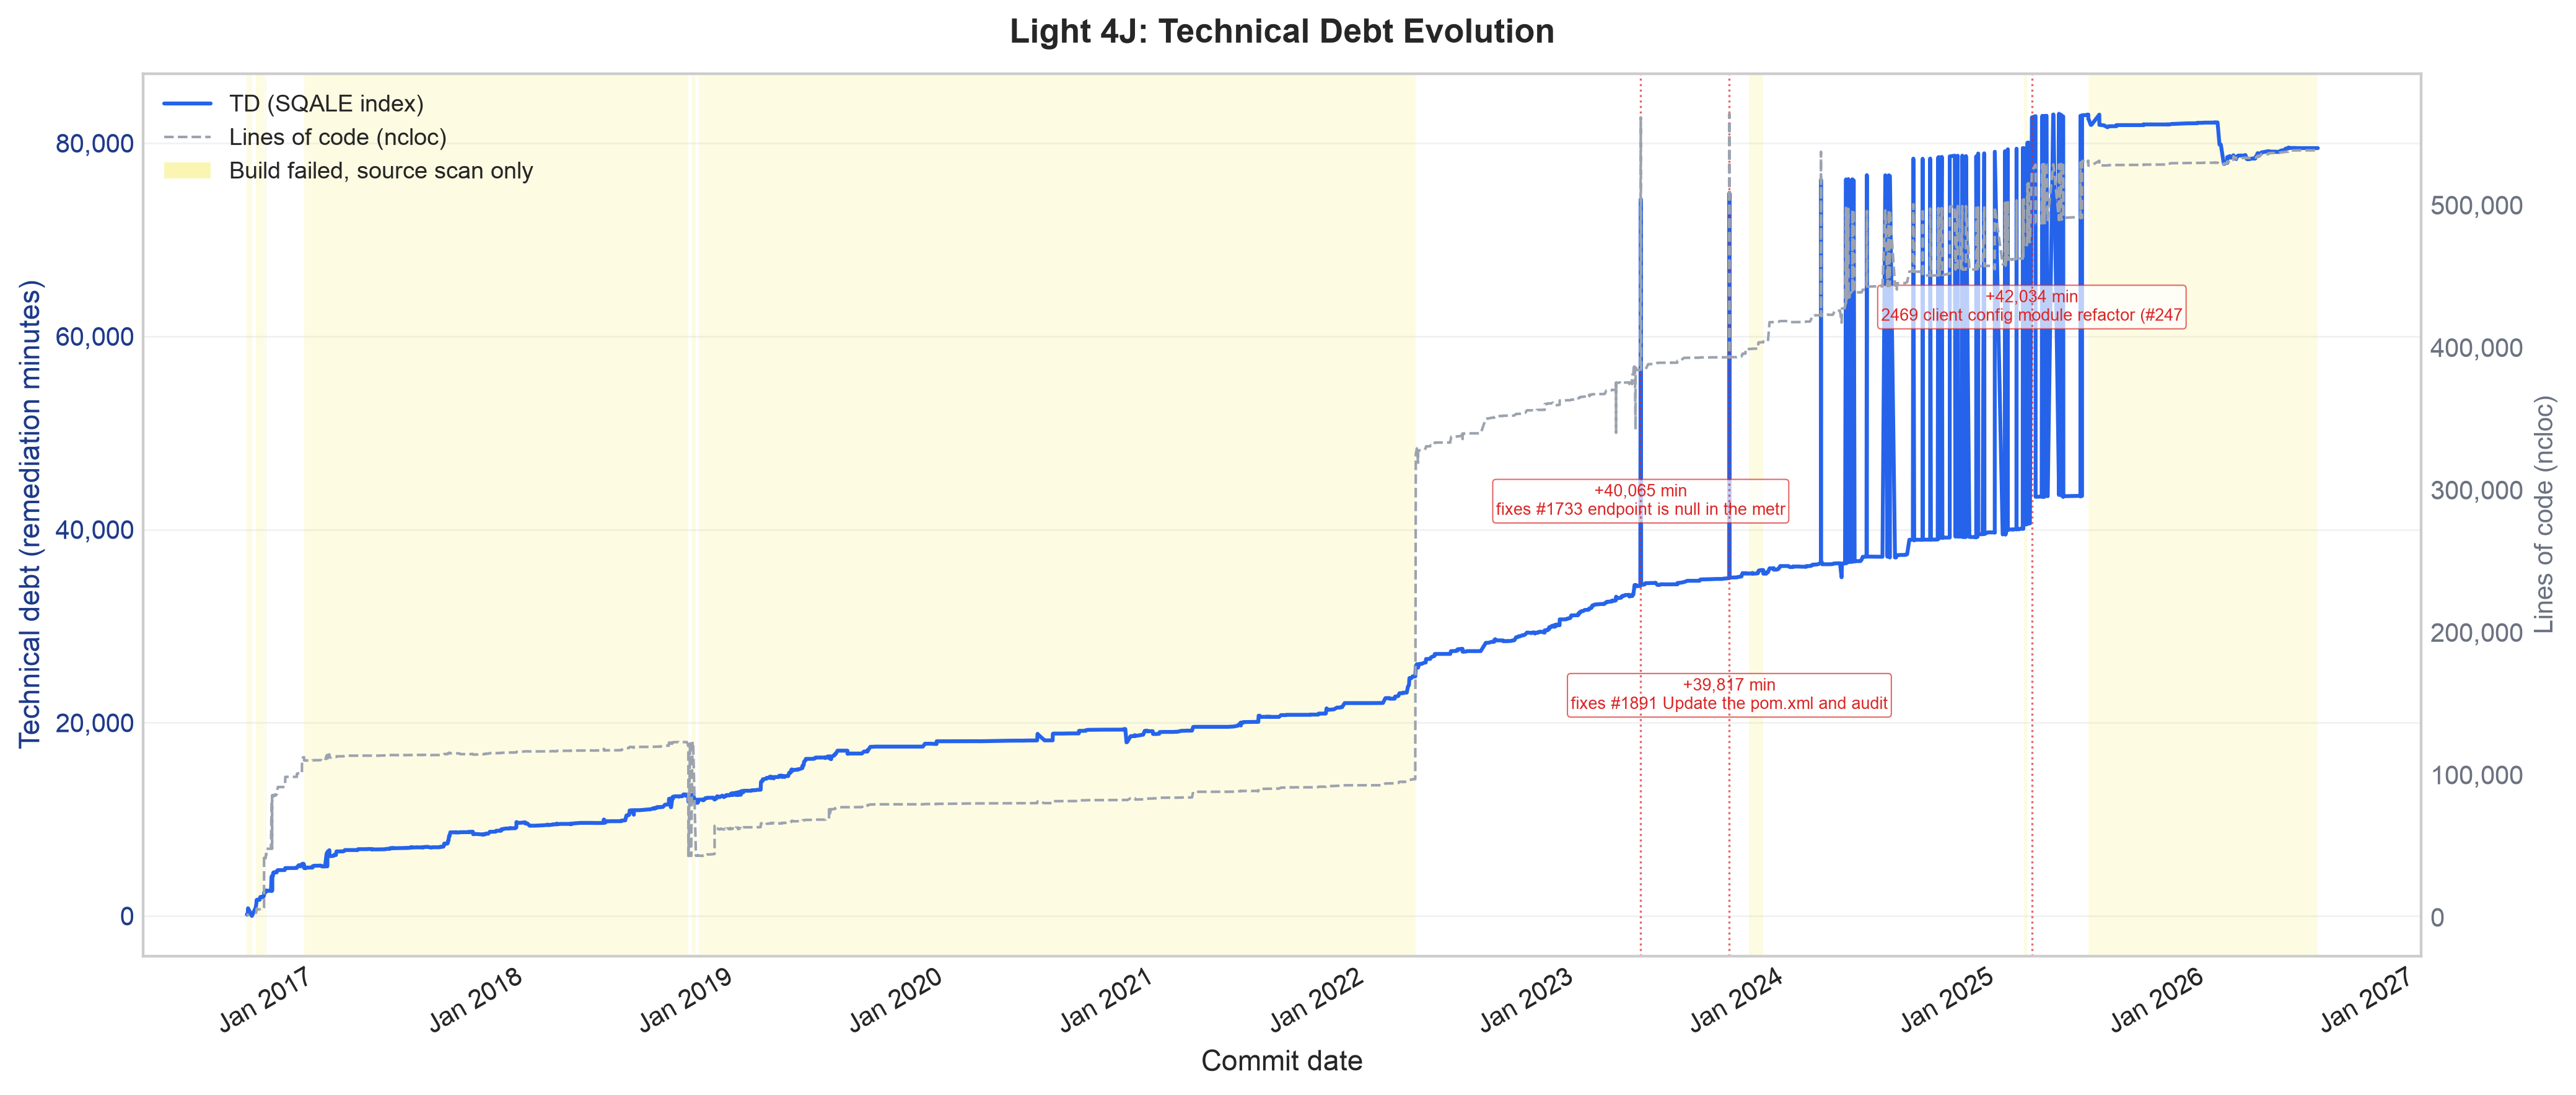 Light 4J: Technical Debt Evolution
TD (SQALE index)
Lines of code (ncloc)
Build failed, source scan only
Technical debt (remediation minutes)
80,000
60,000
40,000
20,000
0
Lines of code (ncloc)
500,000
400,000
300,000
200,000
100,000
0
+42,034 min
2469 client config module refactor (#247
+40,065 min
fixes #1733 endpoint is null in the metr
+39,817 min
fixes #1891 Update the pom.xml and audit
Jan 2017
Jan 2018
Jan 2019
Jan 2020
Jan 2021
Jan 2022
Jan 2023
Jan 2024
Jan 2025
Jan 2026
Jan 2027
Commit date